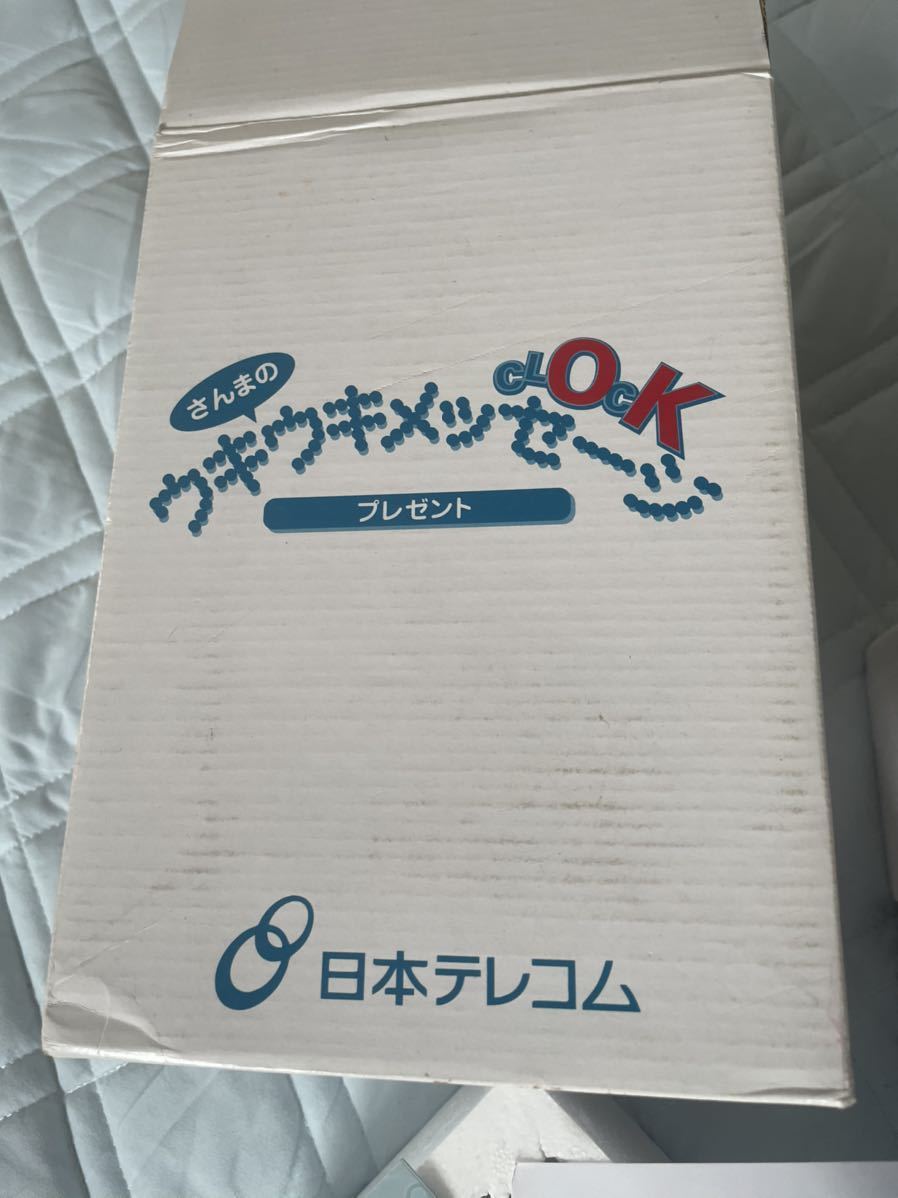 さんまの
ウキウキメッセージ
CLOCK
プレゼント
日本テレコム